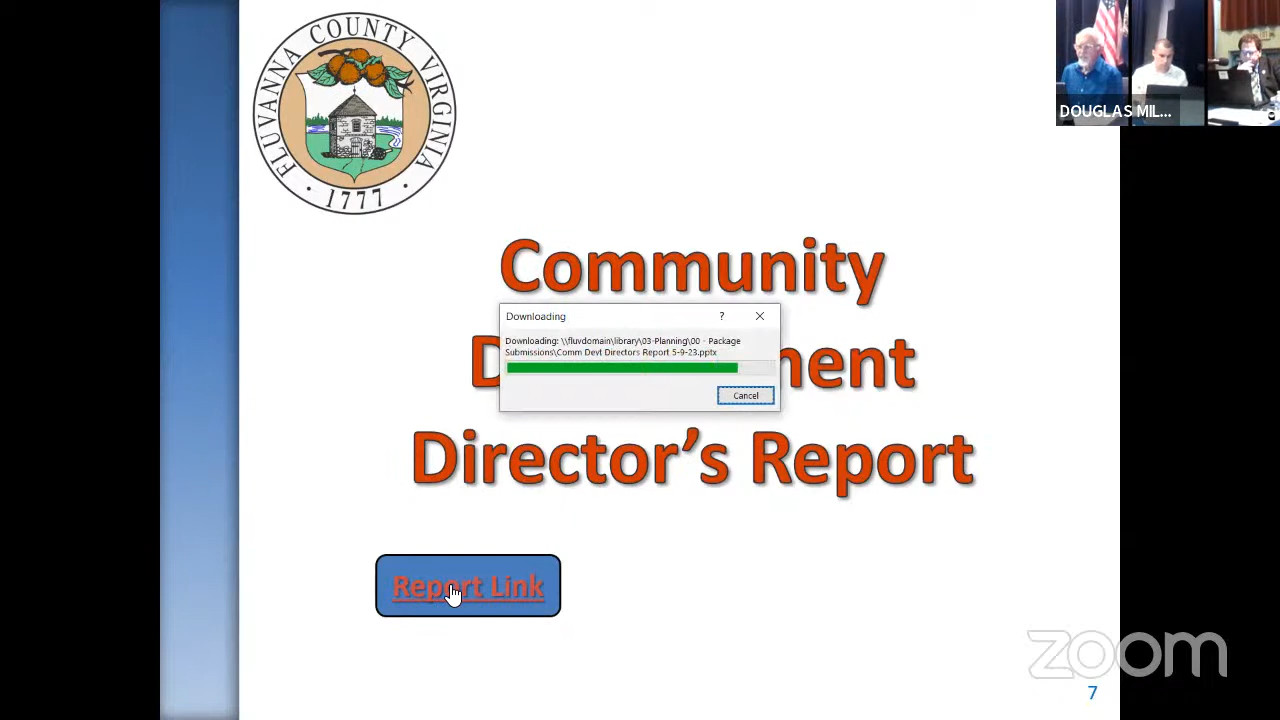 FLUVANNA COUNTY VIRGINIA
· 1777 ·
DOUGLAS MIL...
Community
D ment
Director's Report
Downloading
?
Downloading: \\fluvdomain\library\03-Planning\00 - Package
Submissions\Comm Devt Directors Report 5-9-23.pptx
Cancel
Report Link
zoom
7